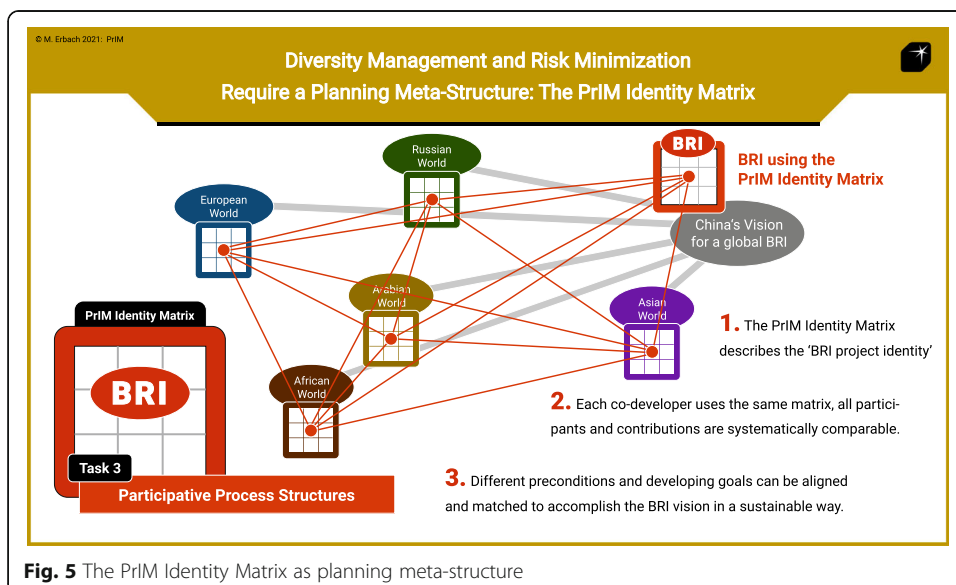 © M. Erbach 2021: PrIM
Diversity Management and Risk Minimization
Require a Planning Meta-Structure: The PrIM Identity Matrix
Russian
World
BRI
BRI using the
PrIM Identity Matrix
European
World
China's Vision
for a global BRI
Arabian
World
Asian
World
PrIM Identity Matrix
BRI
African
World
1. The PrIM Identity Matrix
describes the ‘BRI project identity’
2. Each co-developer uses the same matrix, all partici-
pants and contributions are systematically comparable.
Task 3
Participative Process Structures
3. Different preconditions and developing goals can be aligned
and matched to accomplish the BRI vision in a sustainable way.
Fig. 5 The PrIM Identity Matrix as planning meta-structure